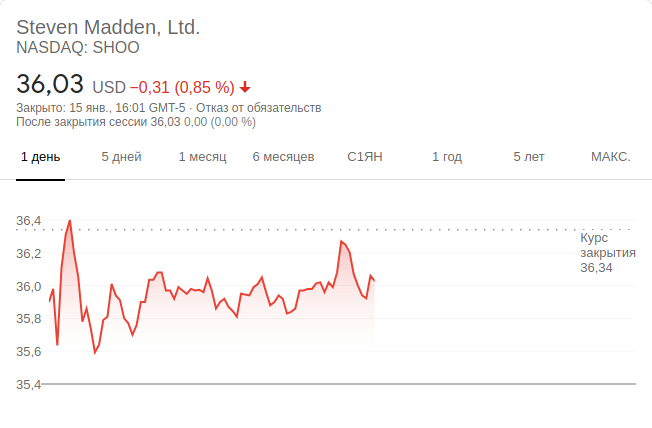 Steven Madden, Ltd.
NASDAQ: SHOO
36,03 USD −0,31 (0,85 %)
Закрыто: 15 янв., 16:01 GMT-5 · Отказ от обязательств
После закрытия сессии 36,03 0,00 (0,00 %)
1 день 5 дней 1 месяц 6 месяцев С1ЯН 1 год 5 лет МАКС.
36,4
Курс
закрытия
36,34
36,2
36,0
35,8
35,6
35,4